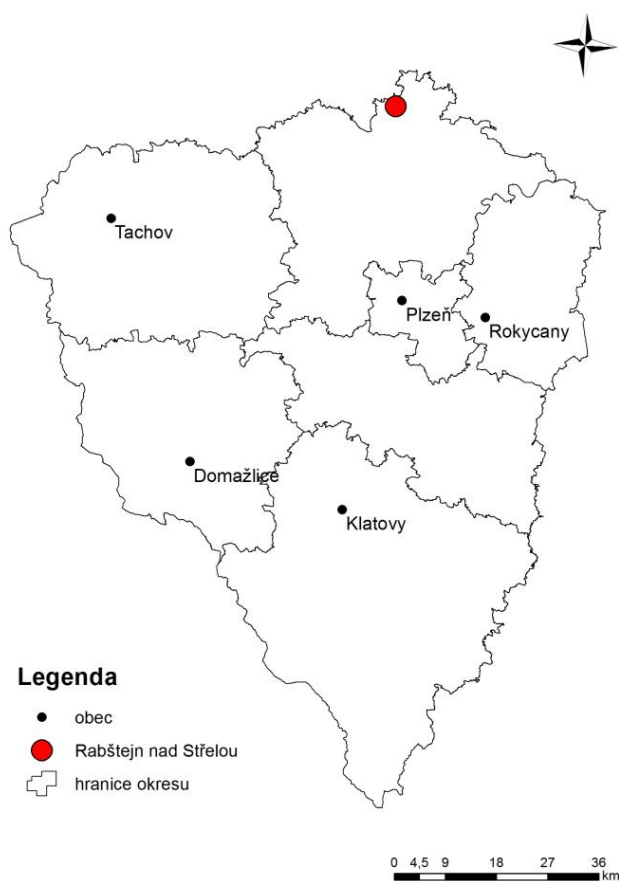 Tachov
Plzeň
Rokycany
Domažlice
Klatovy
Legenda
obec
Rabštejn nad Střelou
hranice okresu
0 4,5 9 18 27 36
km